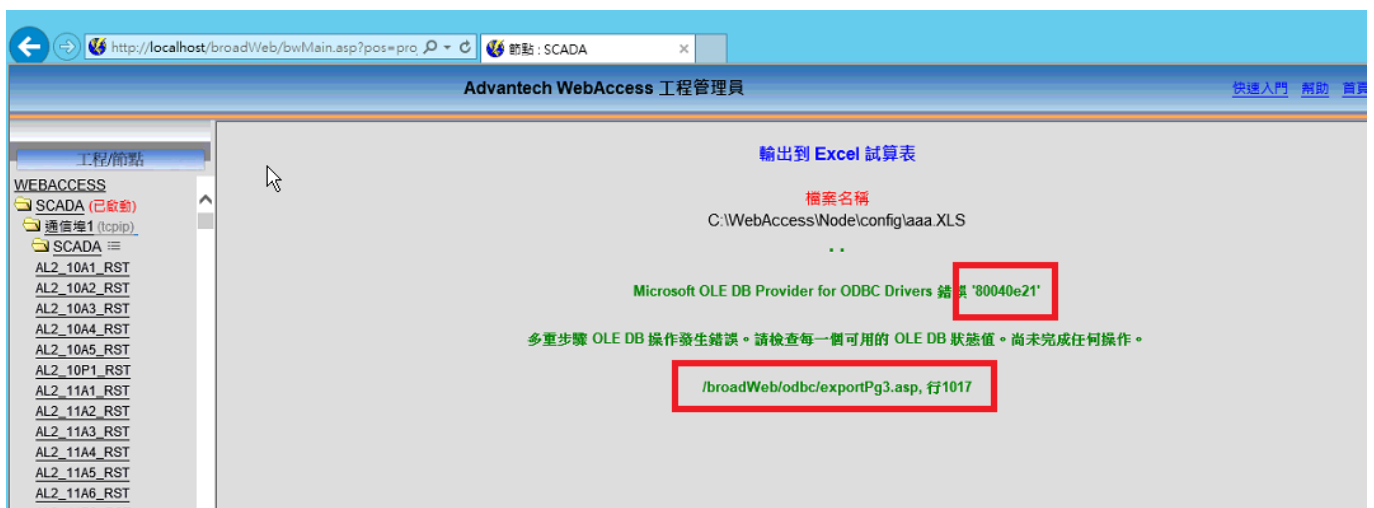 http://localhost/broadWeb/bwMain.asp?pos=pro
節點 : SCADA
Advantech WebAccess 工程管理員
快速入門 幫助
工程/節點
WEBACCESS
SCADA (已啟動)
通信埠1 (tcpip)
SCADA
AL2_10A1_RST
AL2_10A2_RST
AL2_10A3_RST
AL2_10A4_RST
AL2_10A5_RST
AL2_10P1_RST
AL2_11A1_RST
AL2_11A2_RST
AL2_11A3_RST
AL2_11A4_RST
AL2_11A5_RST
AL2_11A6_RST
輸出到 Excel 試算表
檔案名稱
C:\WebAccess\Node\config\aaa.XLS
. .
Microsoft OLE DB Provider for ODBC Drivers 錯誤 '80040e21'
多重步驟 OLE DB 操作發生錯誤。請檢查每一個可用的 OLE DB 狀態值。尚未完成任何操作。
/broadWeb/odbc/exportPg3.asp, 行1017